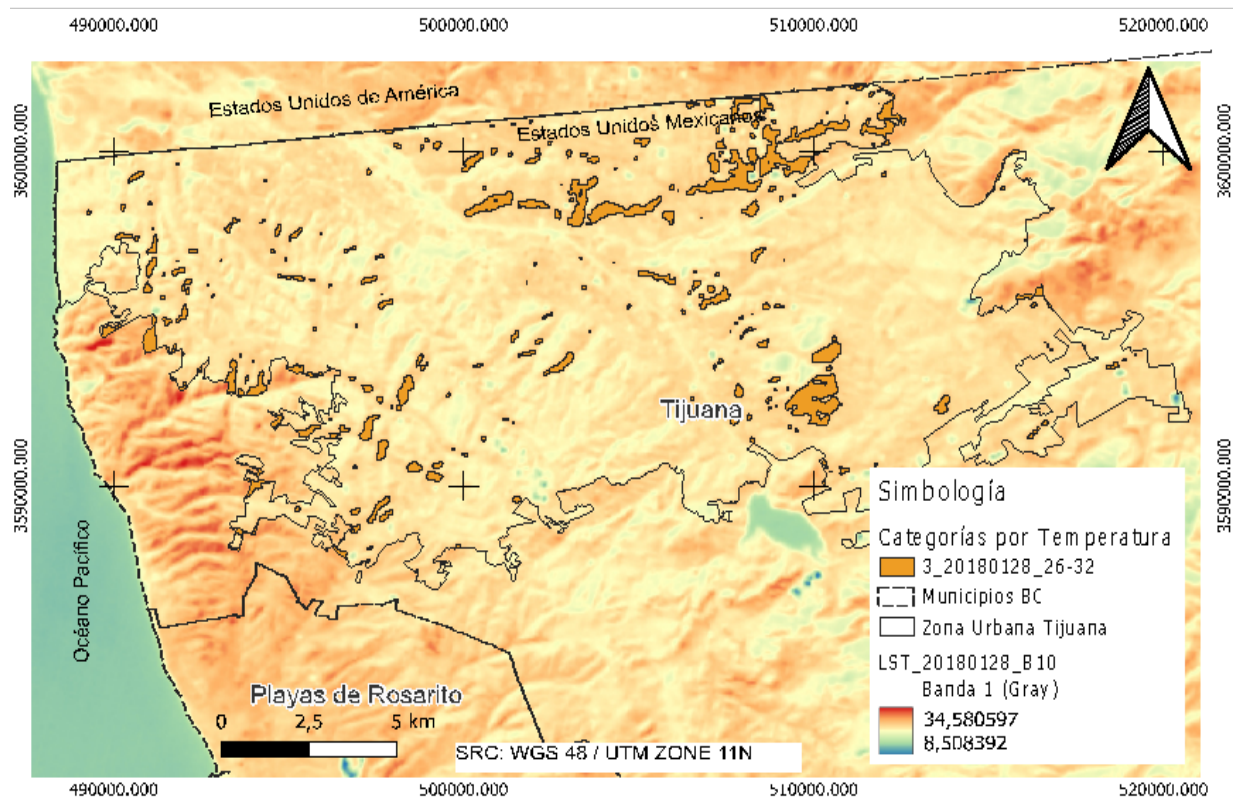 490000.000 500000.000 510000.000 520000.000
Estados Unidos de América
Estados Unidos Mexicanos
3600000.000
3600000.000
Tijuana
3590000.000
3590000.000
Océano Pacífico
Playas de Rosarito
0 2,5 5 km
SRC: WGS 48 / UTM ZONE 11N
Simbología
Categorías por Temperatura
3_20180128_26-32
Municipios BC
Zona Urbana Tijuana
LST_20180128_B10
Banda 1 (Gray)
34,580597
8,508392
490000.000 500000.000 510000.000 520000.000